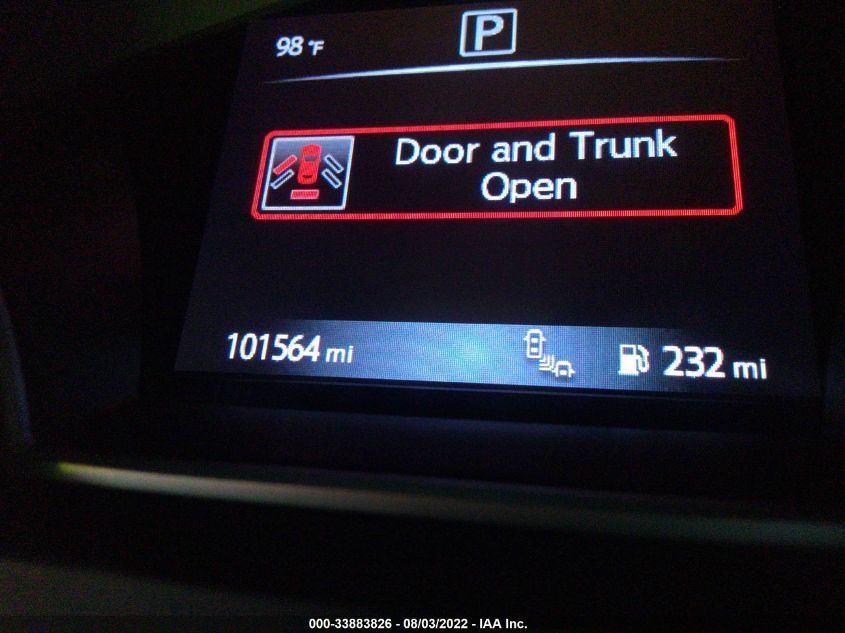 98 °F
P
Door and Trunk
Open
101564 mi
232 mi
000-33883826 - 08/03/2022 - IAA Inc.